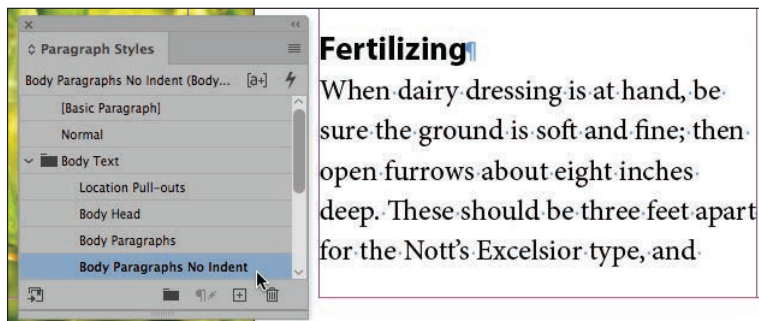 Paragraph Styles
Body Paragraphs No Indent (Body... [a+]
[Basic Paragraph]
Normal
Body Text
Location Pull-outs
Body Head
Body Paragraphs
Body Paragraphs No Indent
Fertilizing¶
When dairy dressing is at hand, be
sure the ground is soft and fine; then
open furrows about eight inches
deep. These should be three feet apart
for the Nott’s Excelsior type, and